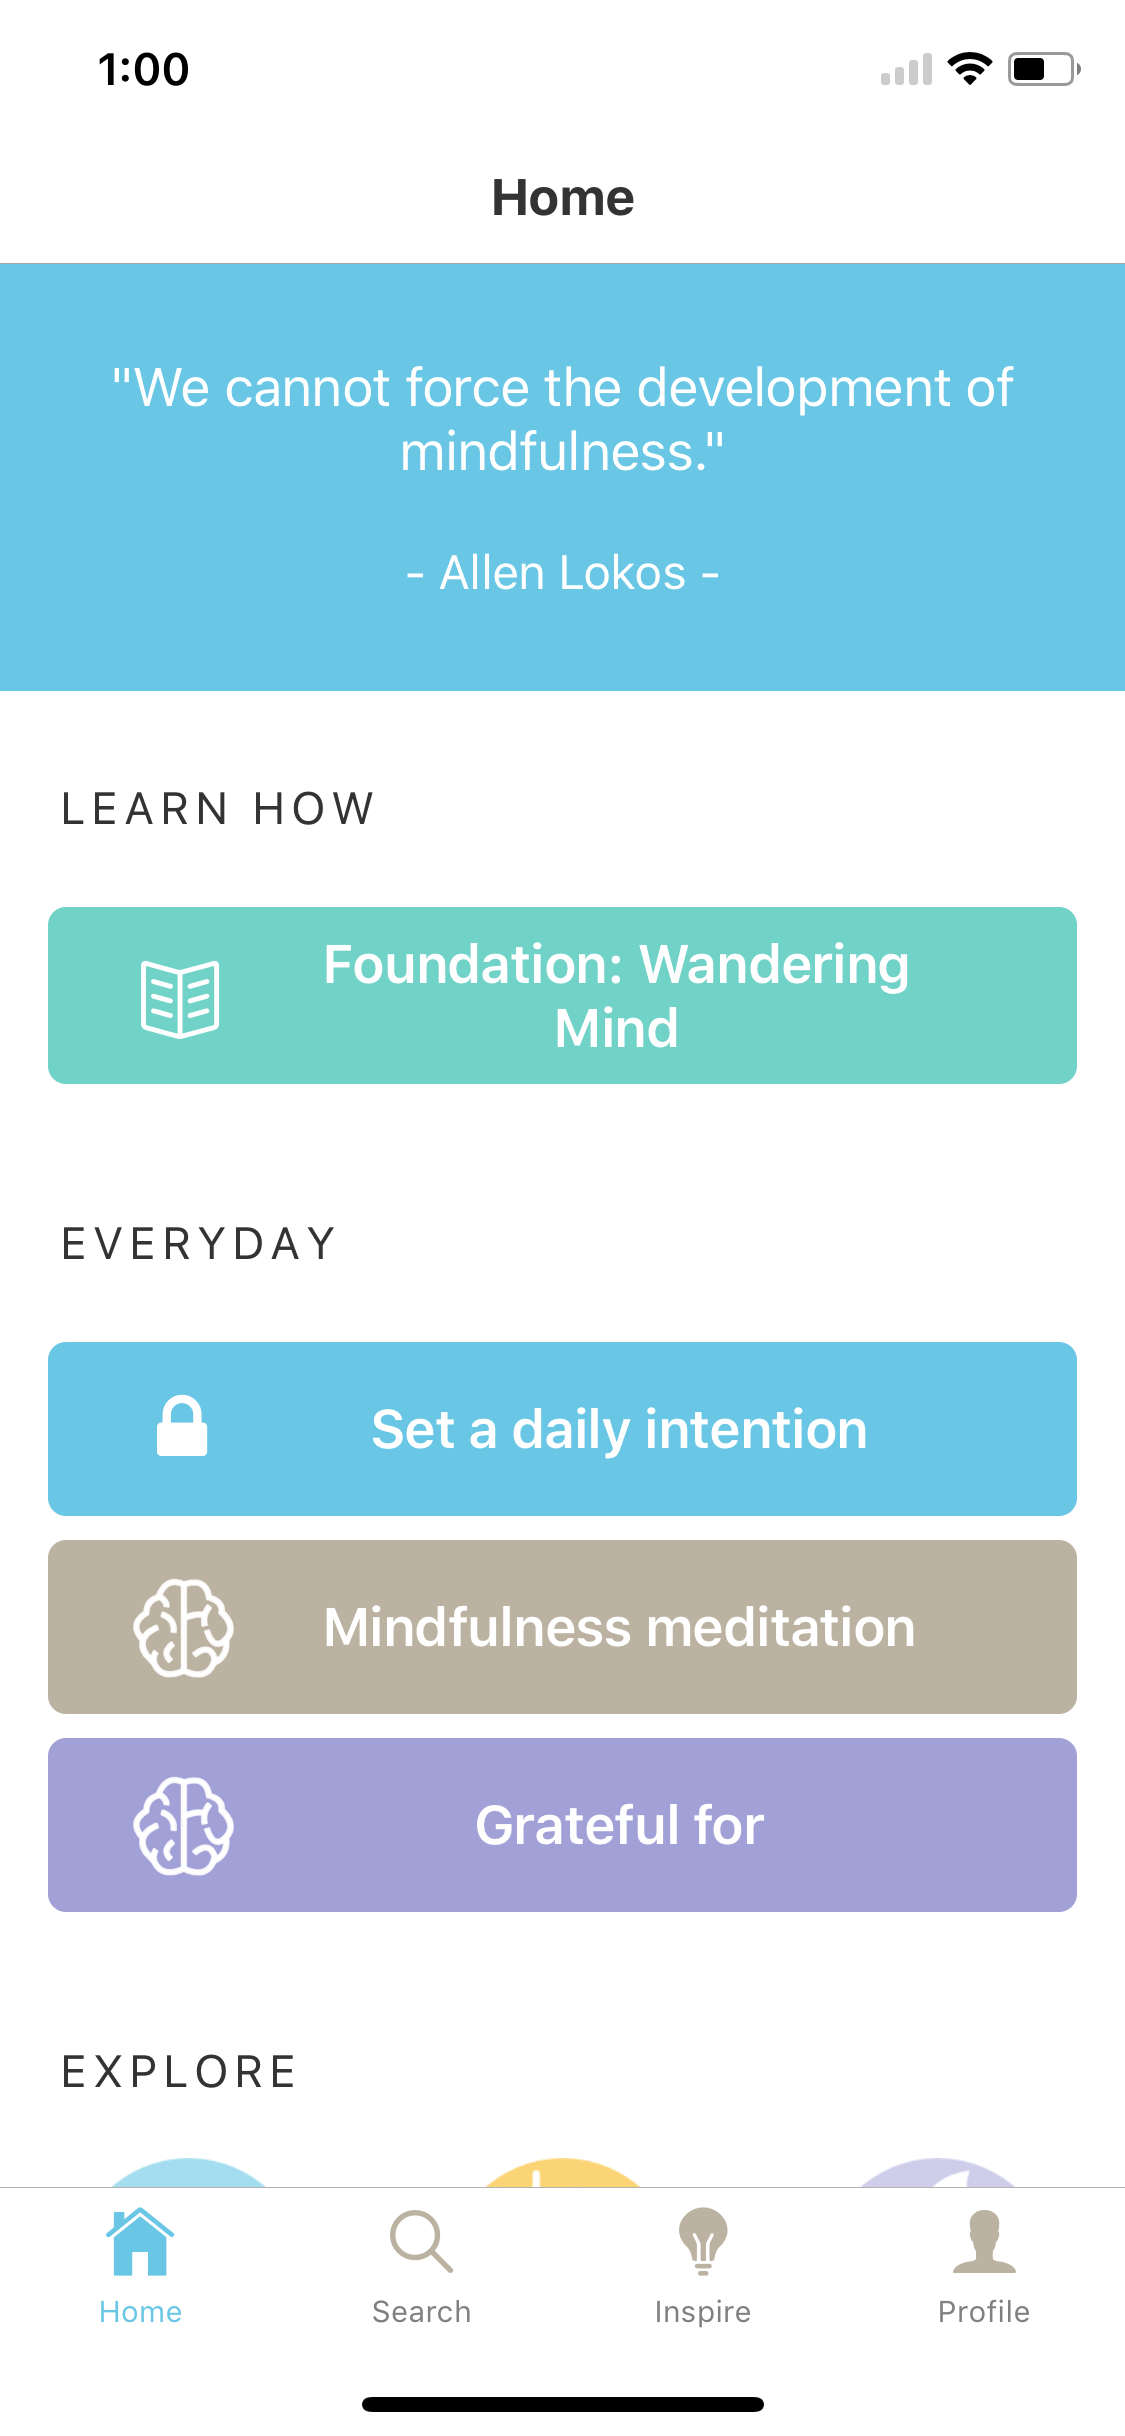 1:00
Home
"We cannot force the development of
mindfulness."
- Allen Lokos -
LEARN HOW
Foundation: Wandering
Mind
EVERYDAY
Set a daily intention
Mindfulness meditation
Grateful for
EXPLORE
Home
Search
Inspire
Profile